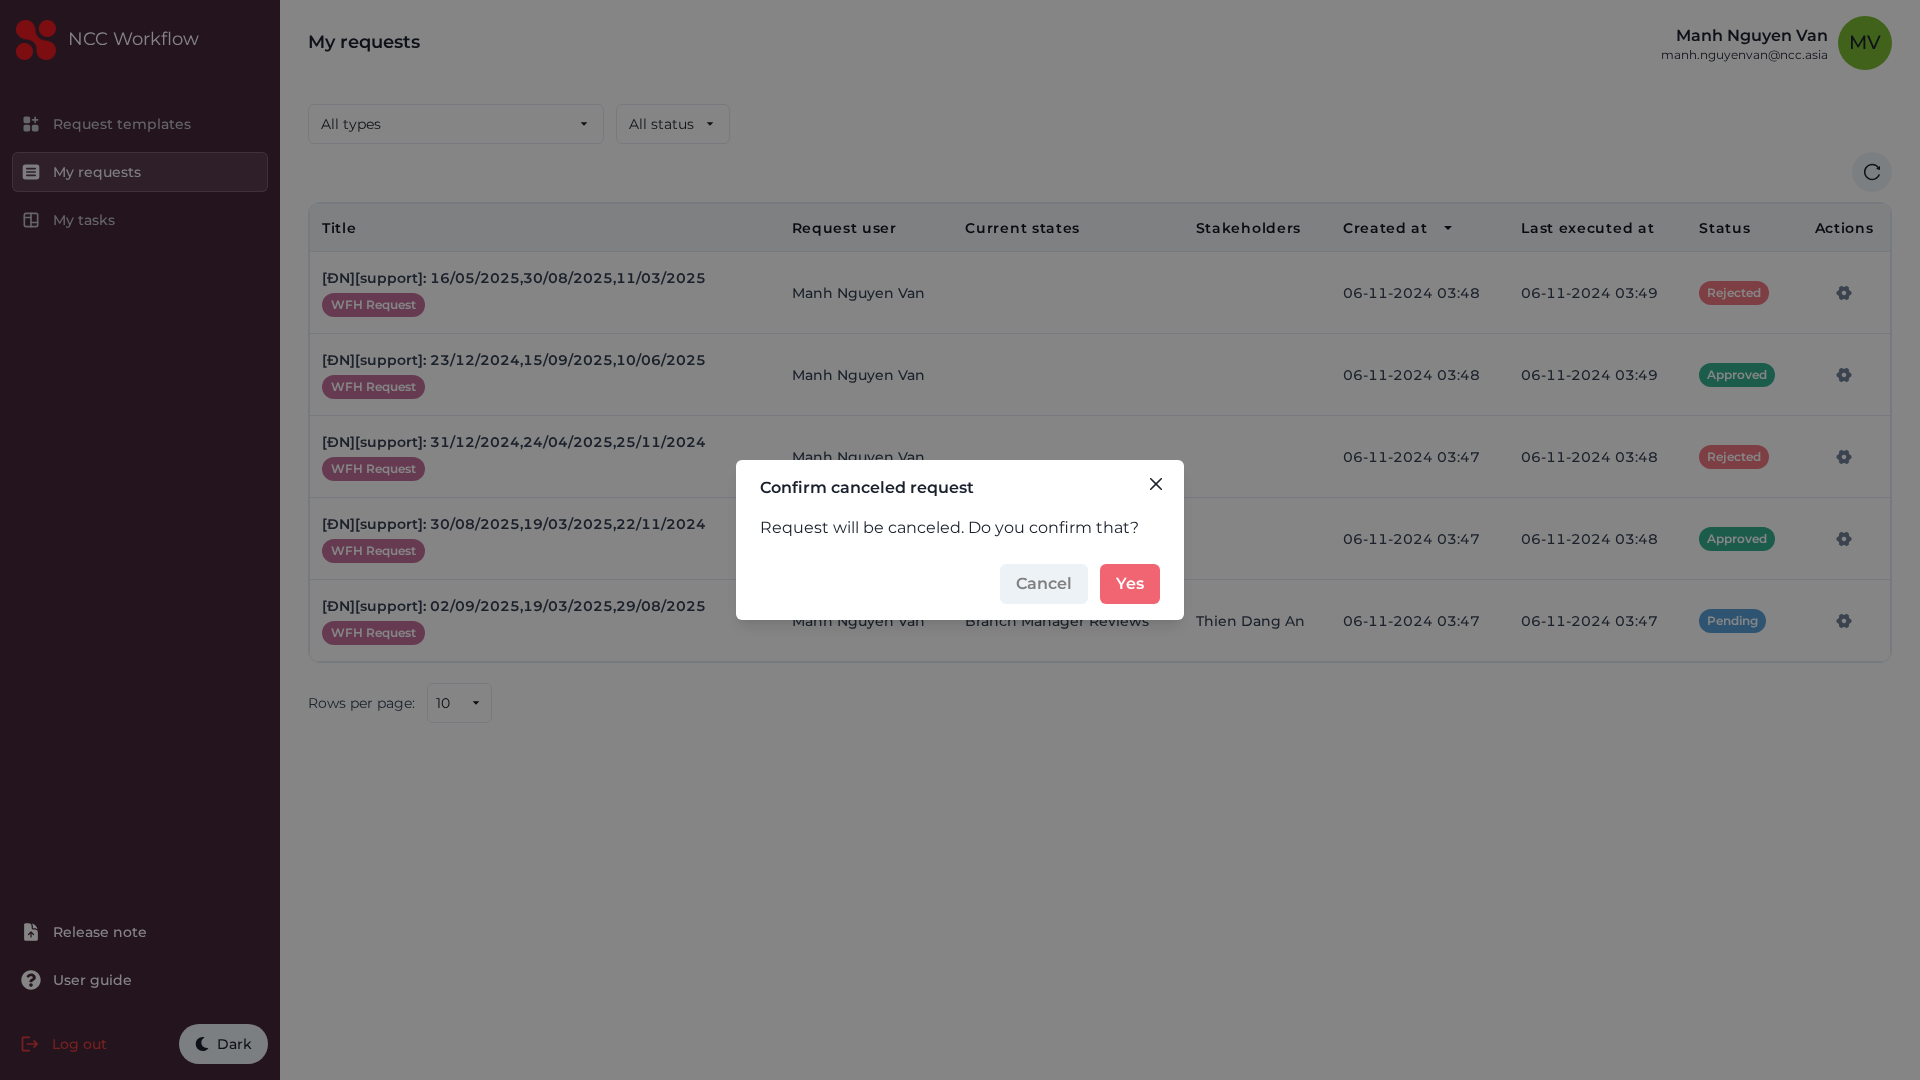 NCC Workflow
My requests
Manh Nguyen Van
manh.nguyenvan@ncc.asia
MV
Request templates
My requests
My tasks
All types
All status
Title Request user Current states Stakeholders Created at Last executed at Status Actions
[ĐN][support]: 16/05/2025,30/08/2025,11/03/2025
WFH Request
Manh Nguyen Van 06-11-2024 03:48 06-11-2024 03:49 Rejected
[ĐN][support]: 23/12/2024,15/09/2025,10/06/2025
WFH Request
Manh Nguyen Van 06-11-2024 03:48 06-11-2024 03:49 Approved
[ĐN][support]: 31/12/2024,24/04/2025,25/11/2024
WFH Request
Manh Nguyen Van 06-11-2024 03:47 06-11-2024 03:48 Rejected
[ĐN][support]: 30/08/2025,19/03/2025,22/11/2024
WFH Request
06-11-2024 03:47 06-11-2024 03:48 Approved
[ĐN][support]: 02/09/2025,19/03/2025,29/08/2025
WFH Request
Manh Nguyen Van Branch Manager Reviews Thien Dang An 06-11-2024 03:47 06-11-2024 03:47 Pending
Confirm canceled request
Request will be canceled. Do you confirm that?
Cancel
Yes
Rows per page: 10
Release note
User guide
Log out
Dark